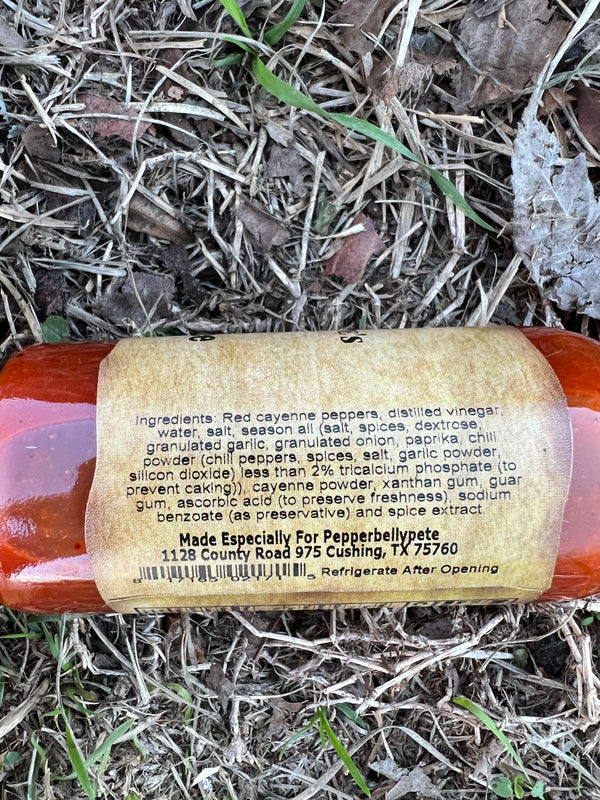 Ingredients: Red cayenne peppers, distilled vinegar,
water, salt, season all (salt, spices, dextrose,
granulated garlic, granulated onion, paprika, chili
powder (chili peppers, spices, salt, garlic powder,
silicon dioxide) less than 2% tricalcium phosphate (to
prevent caking)), cayenne powder, xanthan gum, guar
gum, ascorbic acid (to preserve freshness), sodium
benzoate (as preservative) and spice extract.
Made Especially For Pepperbellypete
1128 County Road 975 Cushing, TX 75760
Refrigerate After Opening